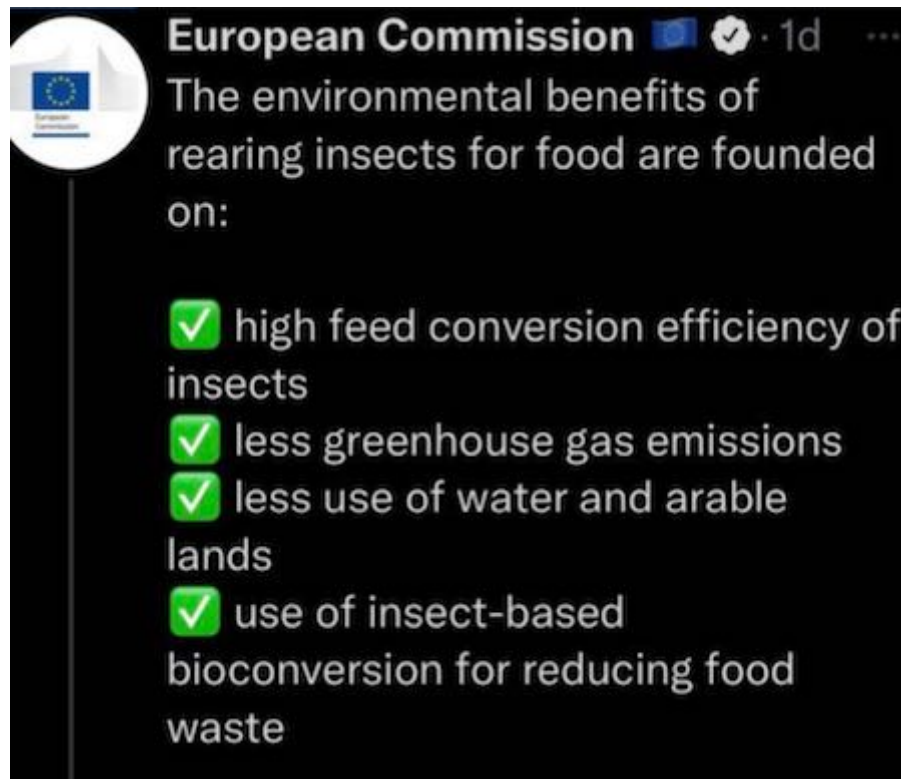 European Commission 🇪🇺 · 1d ...
European
Commission
The environmental benefits of
rearing insects for food are founded
on:
✅ high feed conversion efficiency of
insects
✅ less greenhouse gas emissions
✅ less use of water and arable
lands
✅ use of insect-based
bioconversion for reducing food
waste